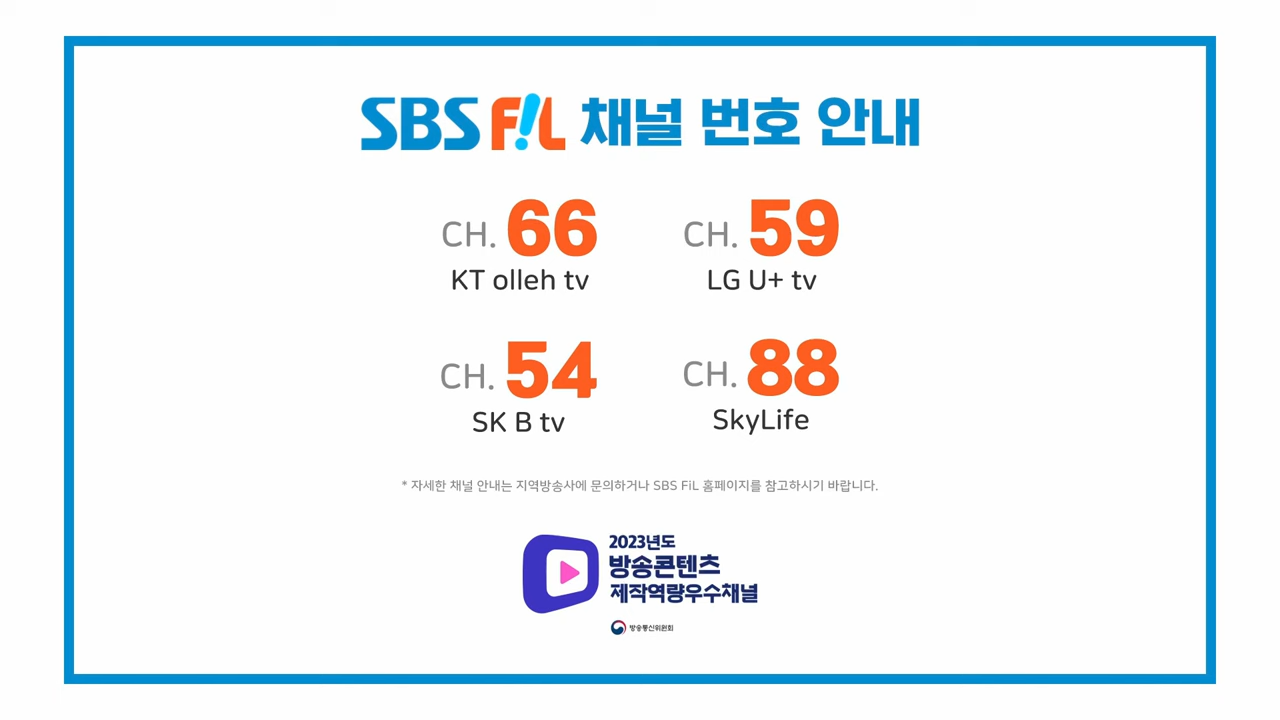 SBS F!L 채널 번호 안내
CH. 66
KT olleh tv
CH. 59
LG U+ tv
CH. 54
SK B tv
CH. 88
SkyLife
* 자세한 채널 안내는 지역방송사에 문의하거나 SBS FiL 홈페이지를 참고하시기 바랍니다.
2023년도
방송콘텐츠
제작역량우수채널
방송통신위원회